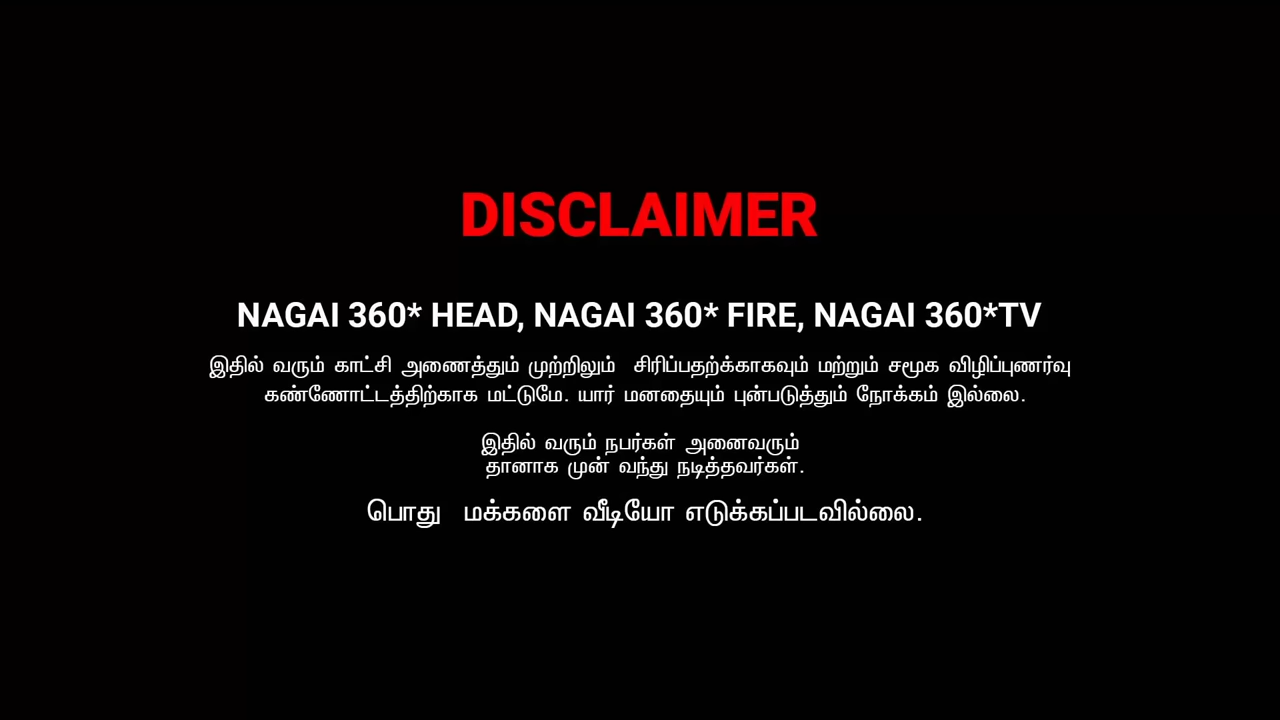 DISCLAIMER
NAGAI 360* HEAD, NAGAI 360* FIRE, NAGAI 360*TV
இதில் வரும் காட்சி அணைத்தும் முற்றிலும் சிரிப்பதற்க்காகவும் மற்றும் சமூக விழிப்புணர்வு
கண்ணோட்டத்திற்காக மட்டுமே. யார் மனதையும் புன்படுத்தும் நோக்கம் இல்லை.
இதில் வரும் நபர்கள் அனைவரும்
தானாக முன் வந்து நடித்தவர்கள்.
பொது மக்களை வீடியோ எடுக்கப்படவில்லை.